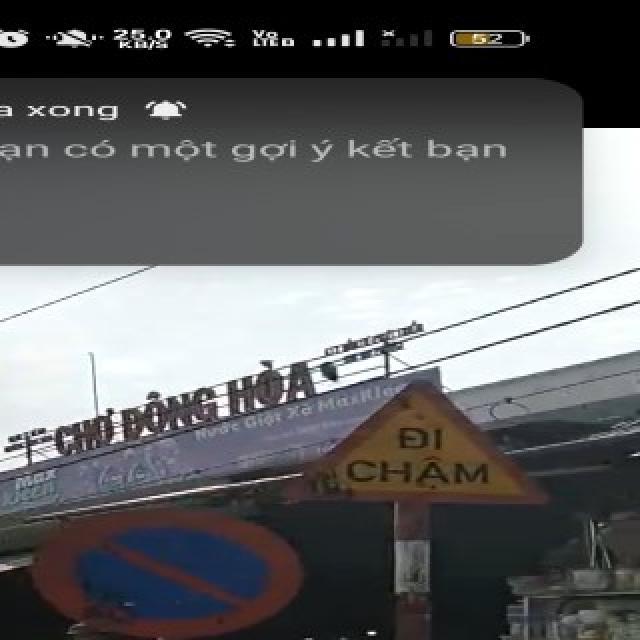 25.0
KB/S
Vo
LTE
52
a xong
ạn có một gợi ý kết bạn
CHỢ ĐÔNG HÒA
ĐI
CHẬM